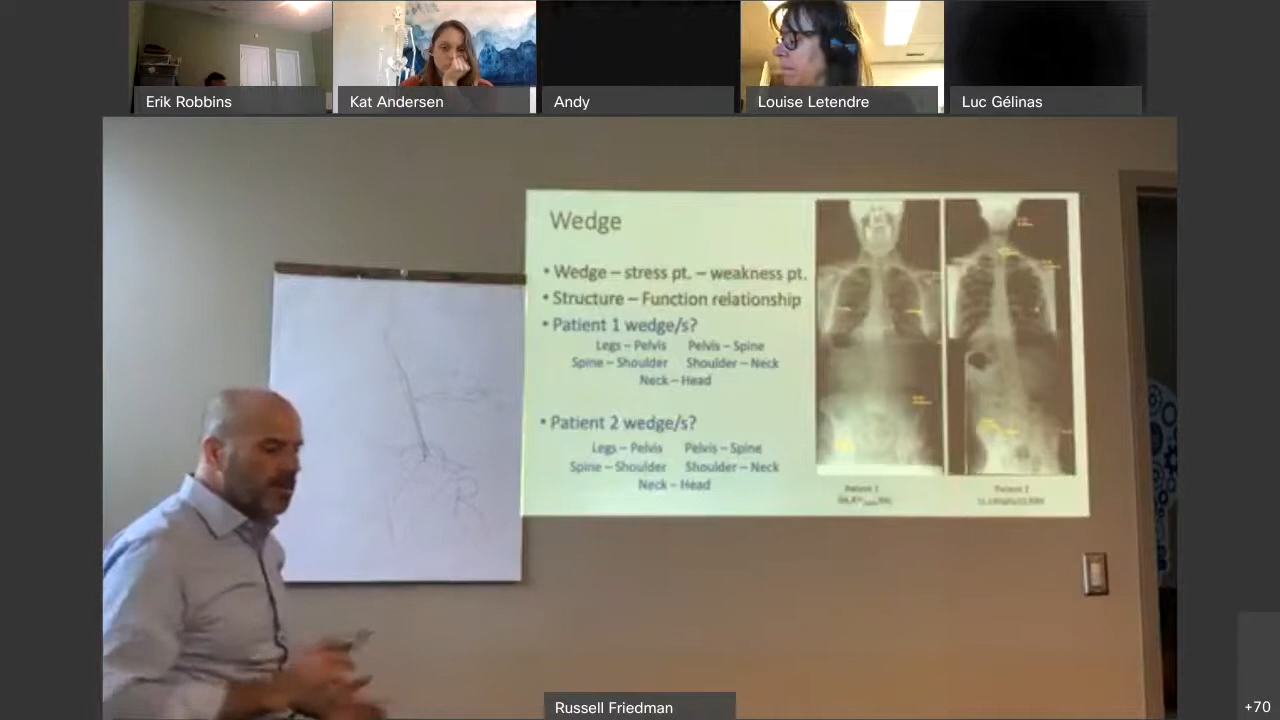 Erik Robbins
Kat Andersen
Andy
Louise Letendre
Luc Gélinas
Wedge
• Wedge – stress pt. – weakness pt.
• Structure – Function relationship
• Patient 1 wedge/s?
Legs – Pelvis Pelvis – Spine
Spine – Shoulder Shoulder – Neck
Neck – Head
• Patient 2 wedge/s?
Legs – Pelvis Pelvis – Spine
Spine – Shoulder Shoulder – Neck
Neck – Head
Patient 1
Patient 2
Russell Friedman
+70